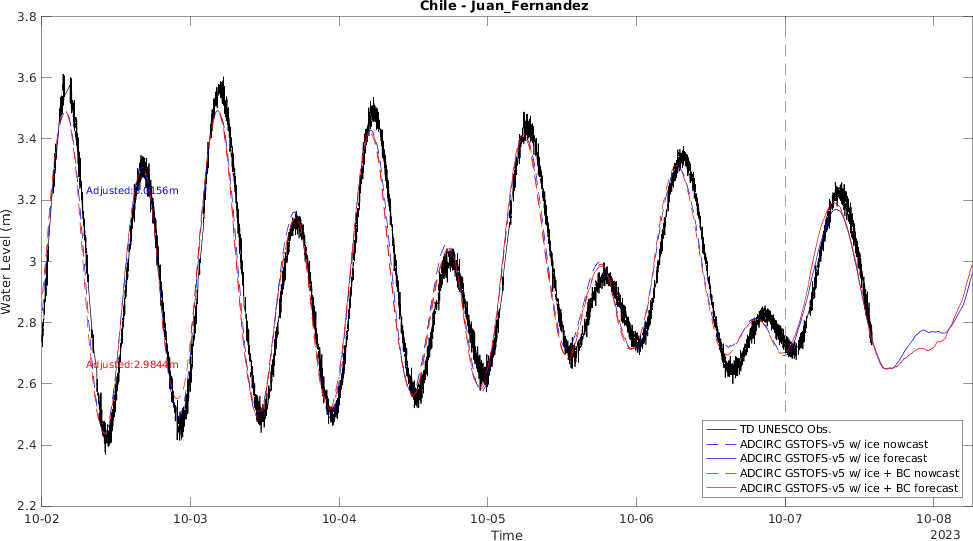 Chile - Juan_Fernandez
3.8
3.6
3.4
3.2
3
2.8
2.6
2.4
2.2
Water Level (m)
Adjusted:3.0156m
Adjusted:2.9844m
TD UNESCO Obs.
ADCIRC GSTOFS-v5 w/ ice nowcast
ADCIRC GSTOFS-v5 w/ ice forecast
ADCIRC GSTOFS-v5 w/ ice + BC nowcast
ADCIRC GSTOFS-v5 w/ ice + BC forecast
10-02 10-03 10-04 10-05 10-06 10-07 10-08
Time
2023